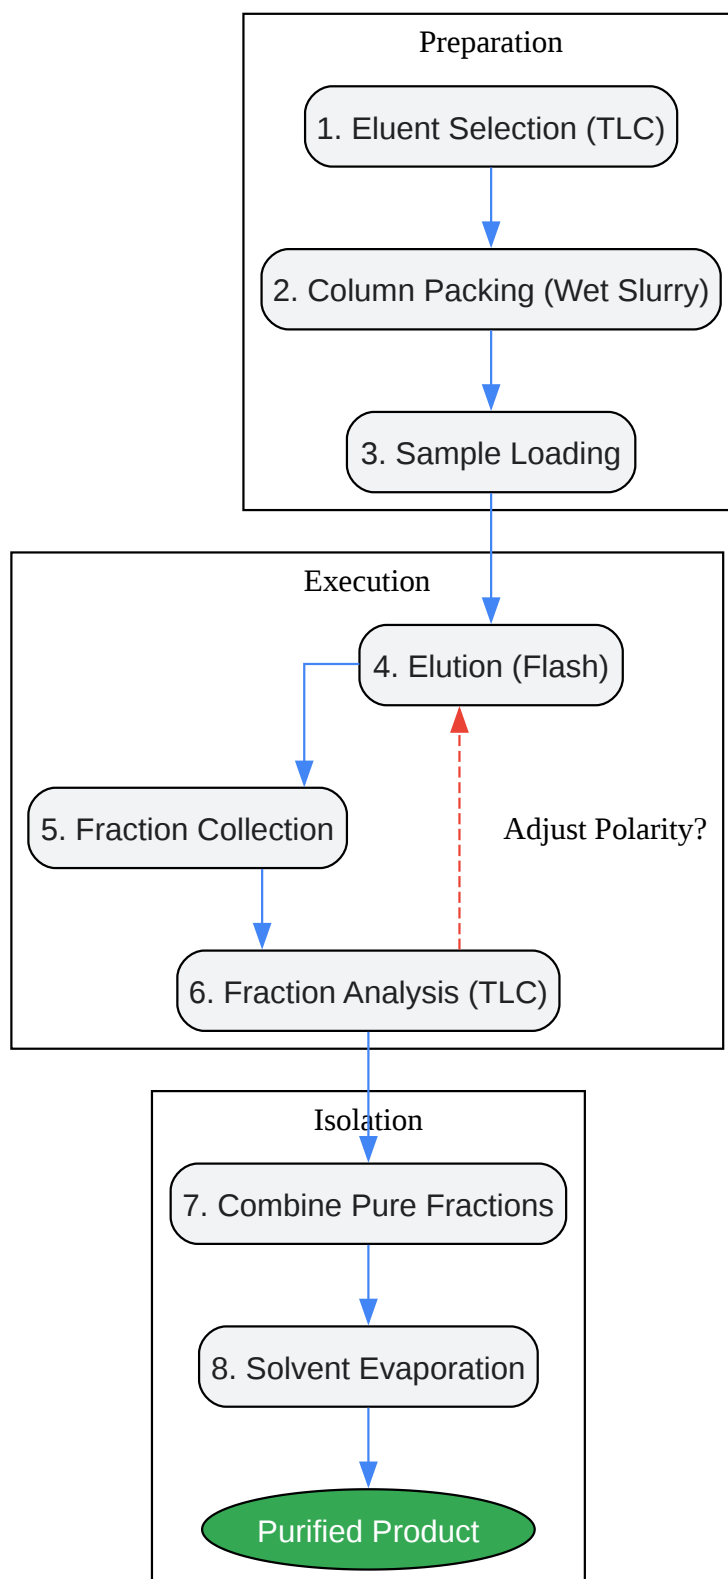 Preparation
1. Eluent Selection (TLC)
2. Column Packing (Wet Slurry)
3. Sample Loading
Execution
4. Elution (Flash)
5. Fraction Collection
Adjust Polarity?
6. Fraction Analysis (TLC)
Isolation
7. Combine Pure Fractions
8. Solvent Evaporation
Purified Product